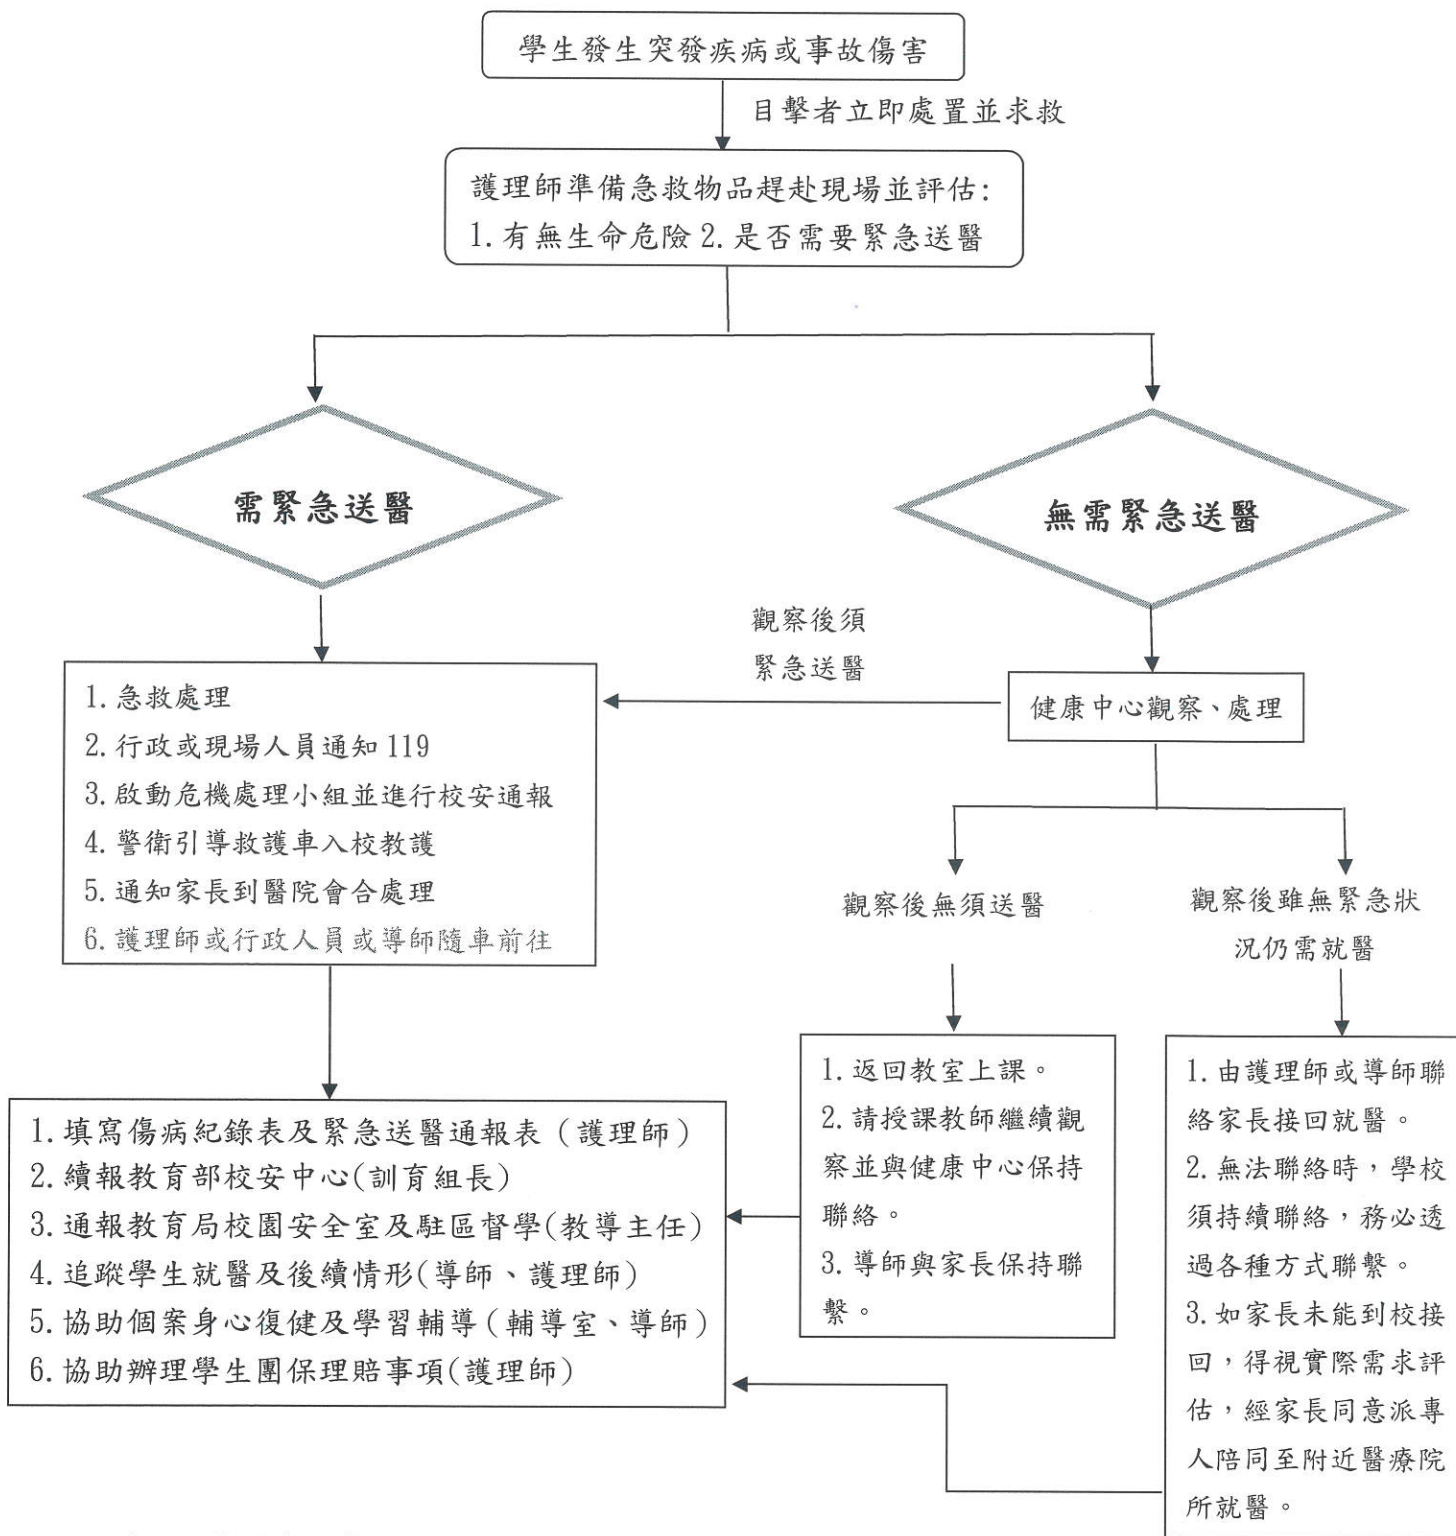 學生發生突發疾病或事故傷害
目擊者立即處置並求救
護理師準備急救物品趕赴現場並評估:
1. 有無生命危險 2. 是否需要緊急送醫
需緊急送醫
無需緊急送醫
觀察後須
緊急送醫
1. 急救處理
2. 行政或現場人員通知 119
3. 啟動危機處理小組並進行校安通報
4. 警衛引導救護車入校教護
5. 通知家長到醫院會合處理
6. 護理師或行政人員或導師隨車前往
健康中心觀察、處理
觀察後無須送醫
觀察後雖無緊急狀
況仍需就醫
1. 返回教室上課。
2. 請授課教師繼續觀
察並與健康中心保持
聯絡。
3. 導師與家長保持聯
繫。
1. 由護理師或導師聯
絡家長接回就醫。
2. 無法聯絡時，學校
須持續聯絡，務必透
過各種方式聯繫。
3. 如家長未能到校接
回，得視實際需求評
估，經家長同意派專
人陪同至附近醫療院
所就醫。
1. 填寫傷病紀錄表及緊急送醫通報表（護理師）
2. 續報教育部校安中心(訓育組長)
3. 通報教育局校園安全室及駐區督學(教導主任)
4. 追蹤學生就醫及後續情形(導師、護理師)
5. 協助個案身心復健及學習輔導（輔導室、導師）
6. 協助辦理學生團保理賠事項(護理師)